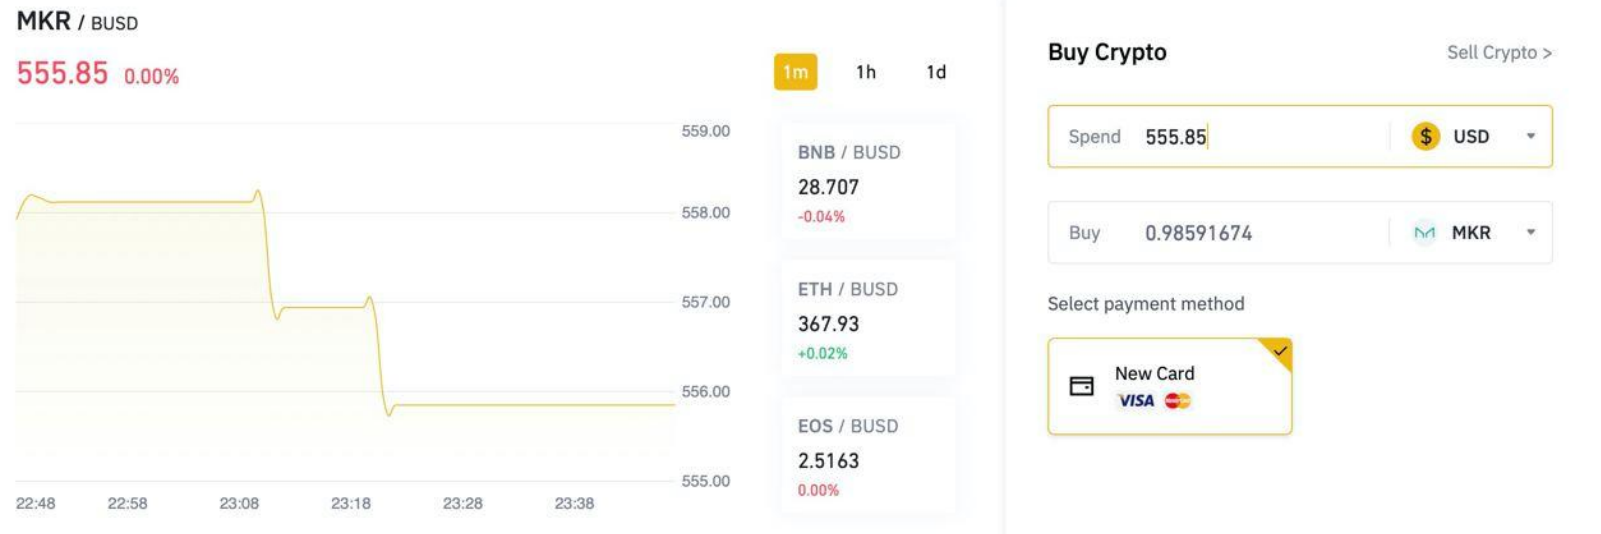 MKR / BUSD
555.85 0.00%
1m 1h 1d
559.00
558.00
557.00
556.00
555.00
22:48 22:58 23:08 23:18 23:28 23:38
BNB / BUSD
28.707
-0.04%
ETH / BUSD
367.93
+0.02%
EOS / BUSD
2.5163
0.00%
Buy Crypto Sell Crypto >
Spend 555.85 $ USD
Buy 0.98591674 MKR
Select payment method
New Card
VISA